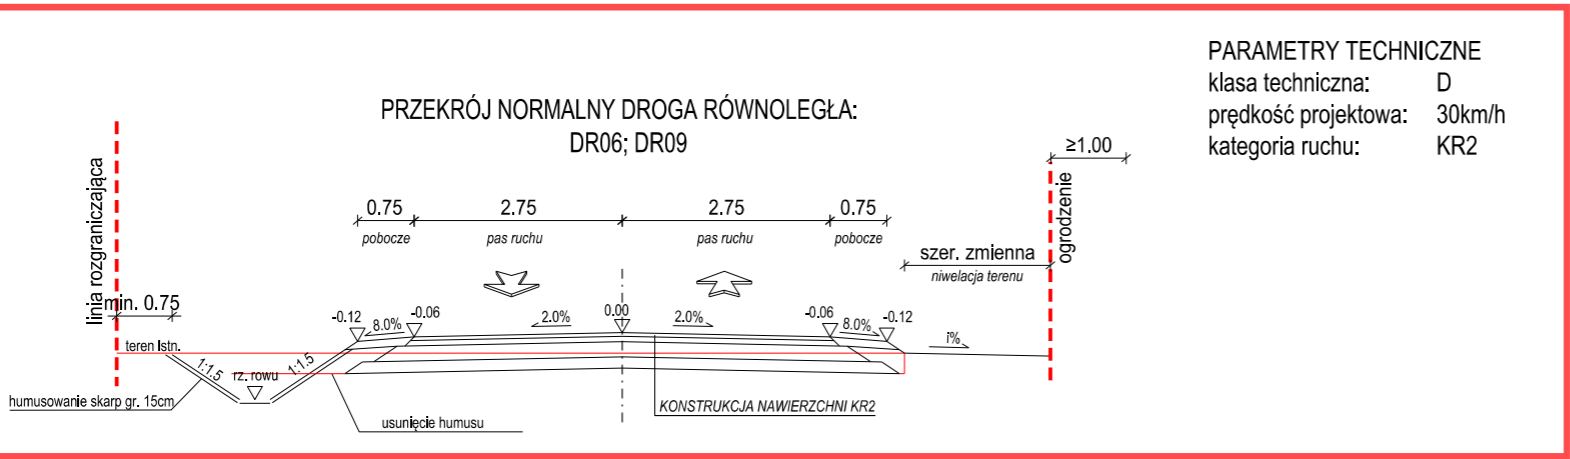 PARAMETRY TECHNICZNE
klasa techniczna: D
prędkość projektowa: 30km/h
kategoria ruchu: KR2
PRZEKRÓJ NORMALNY DROGA RÓWNOLEGŁA:
DR06; DR09
≥1.00
linia rozgraniczająca
ogrodzenie
0.75 2.75 2.75 0.75
pobocze pas ruchu pas ruchu pobocze
szer. zmienna
niwelacja terenu
min. 0.75
-0.12 8.0% -0.06 2.0% 0.00 2.0% -0.06 8.0% -0.12
i%
teren Istn.
1:1.5 rz. rowu 1:1.5
humusowanie skarp gr. 15cm
KONSTRUKCJA NAWIERZCHNI KR2
usunięcie humusu